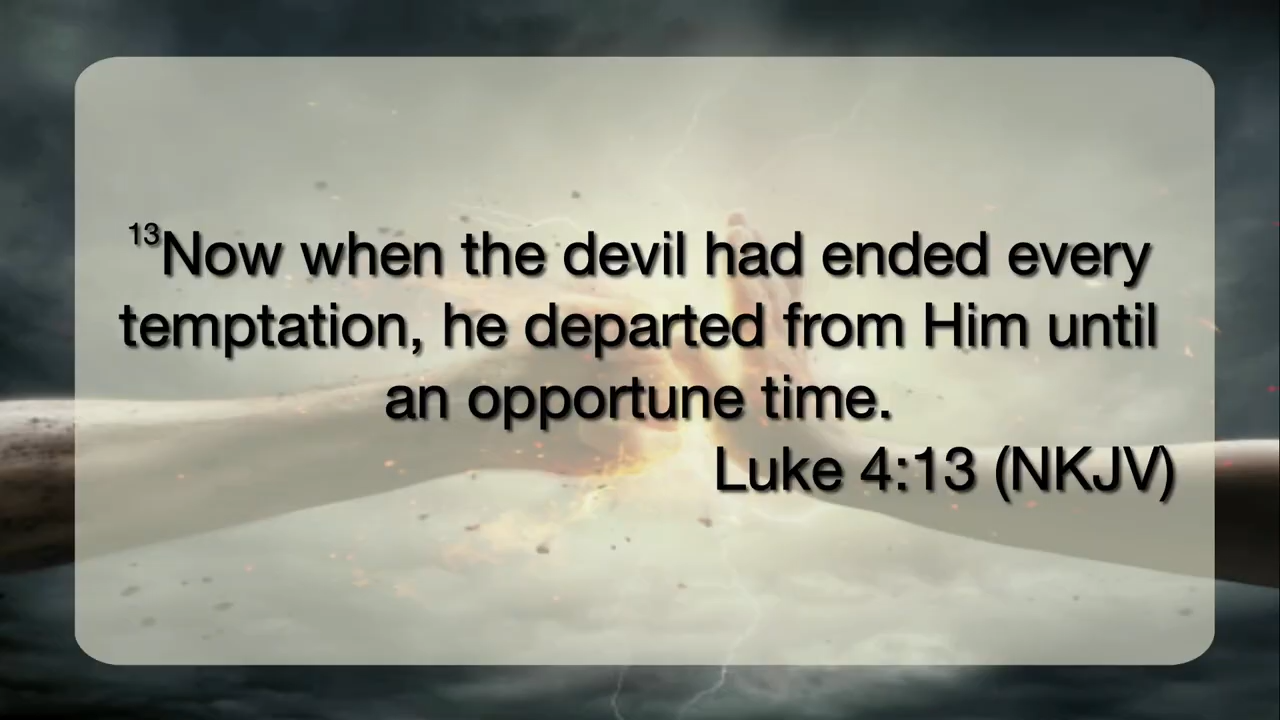 13Now when the devil had ended every
temptation, he departed from Him until
an opportune time.
Luke 4:13 (NKJV)